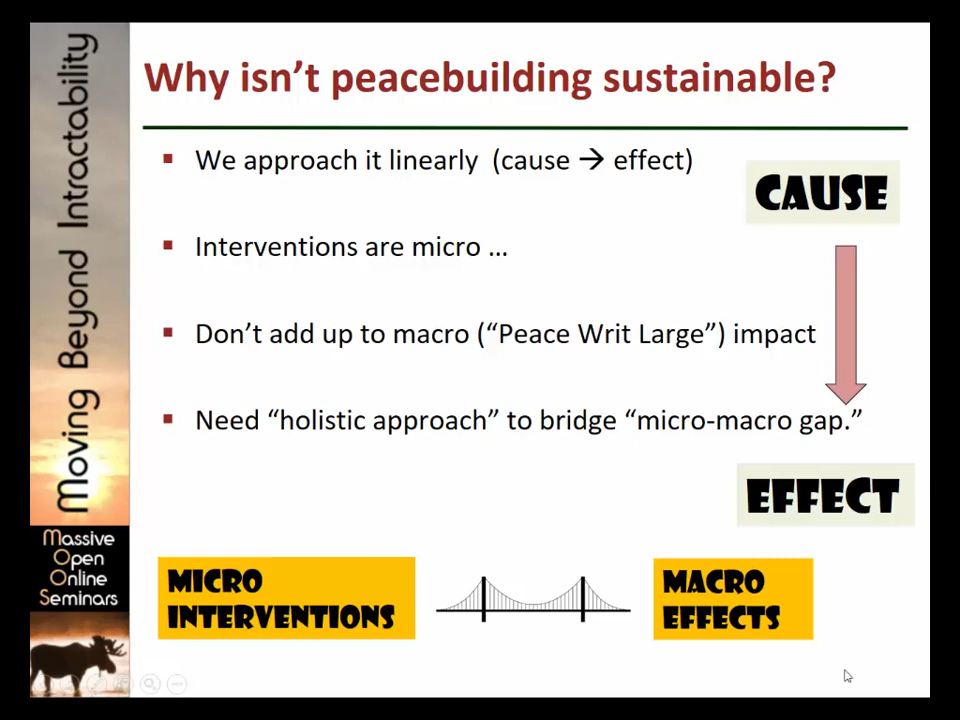 Moving Beyond Intractability
Massive
Open
Online
Seminars
Why isn’t peacebuilding sustainable?
▪ We approach it linearly (cause → effect)
▪ Interventions are micro …
▪ Don’t add up to macro (“Peace Writ Large”) impact
▪ Need “holistic approach” to bridge “micro-macro gap.”
CAUSE
EFFECT
MICRO
INTERVENTIONS
MACRO
EFFECTS